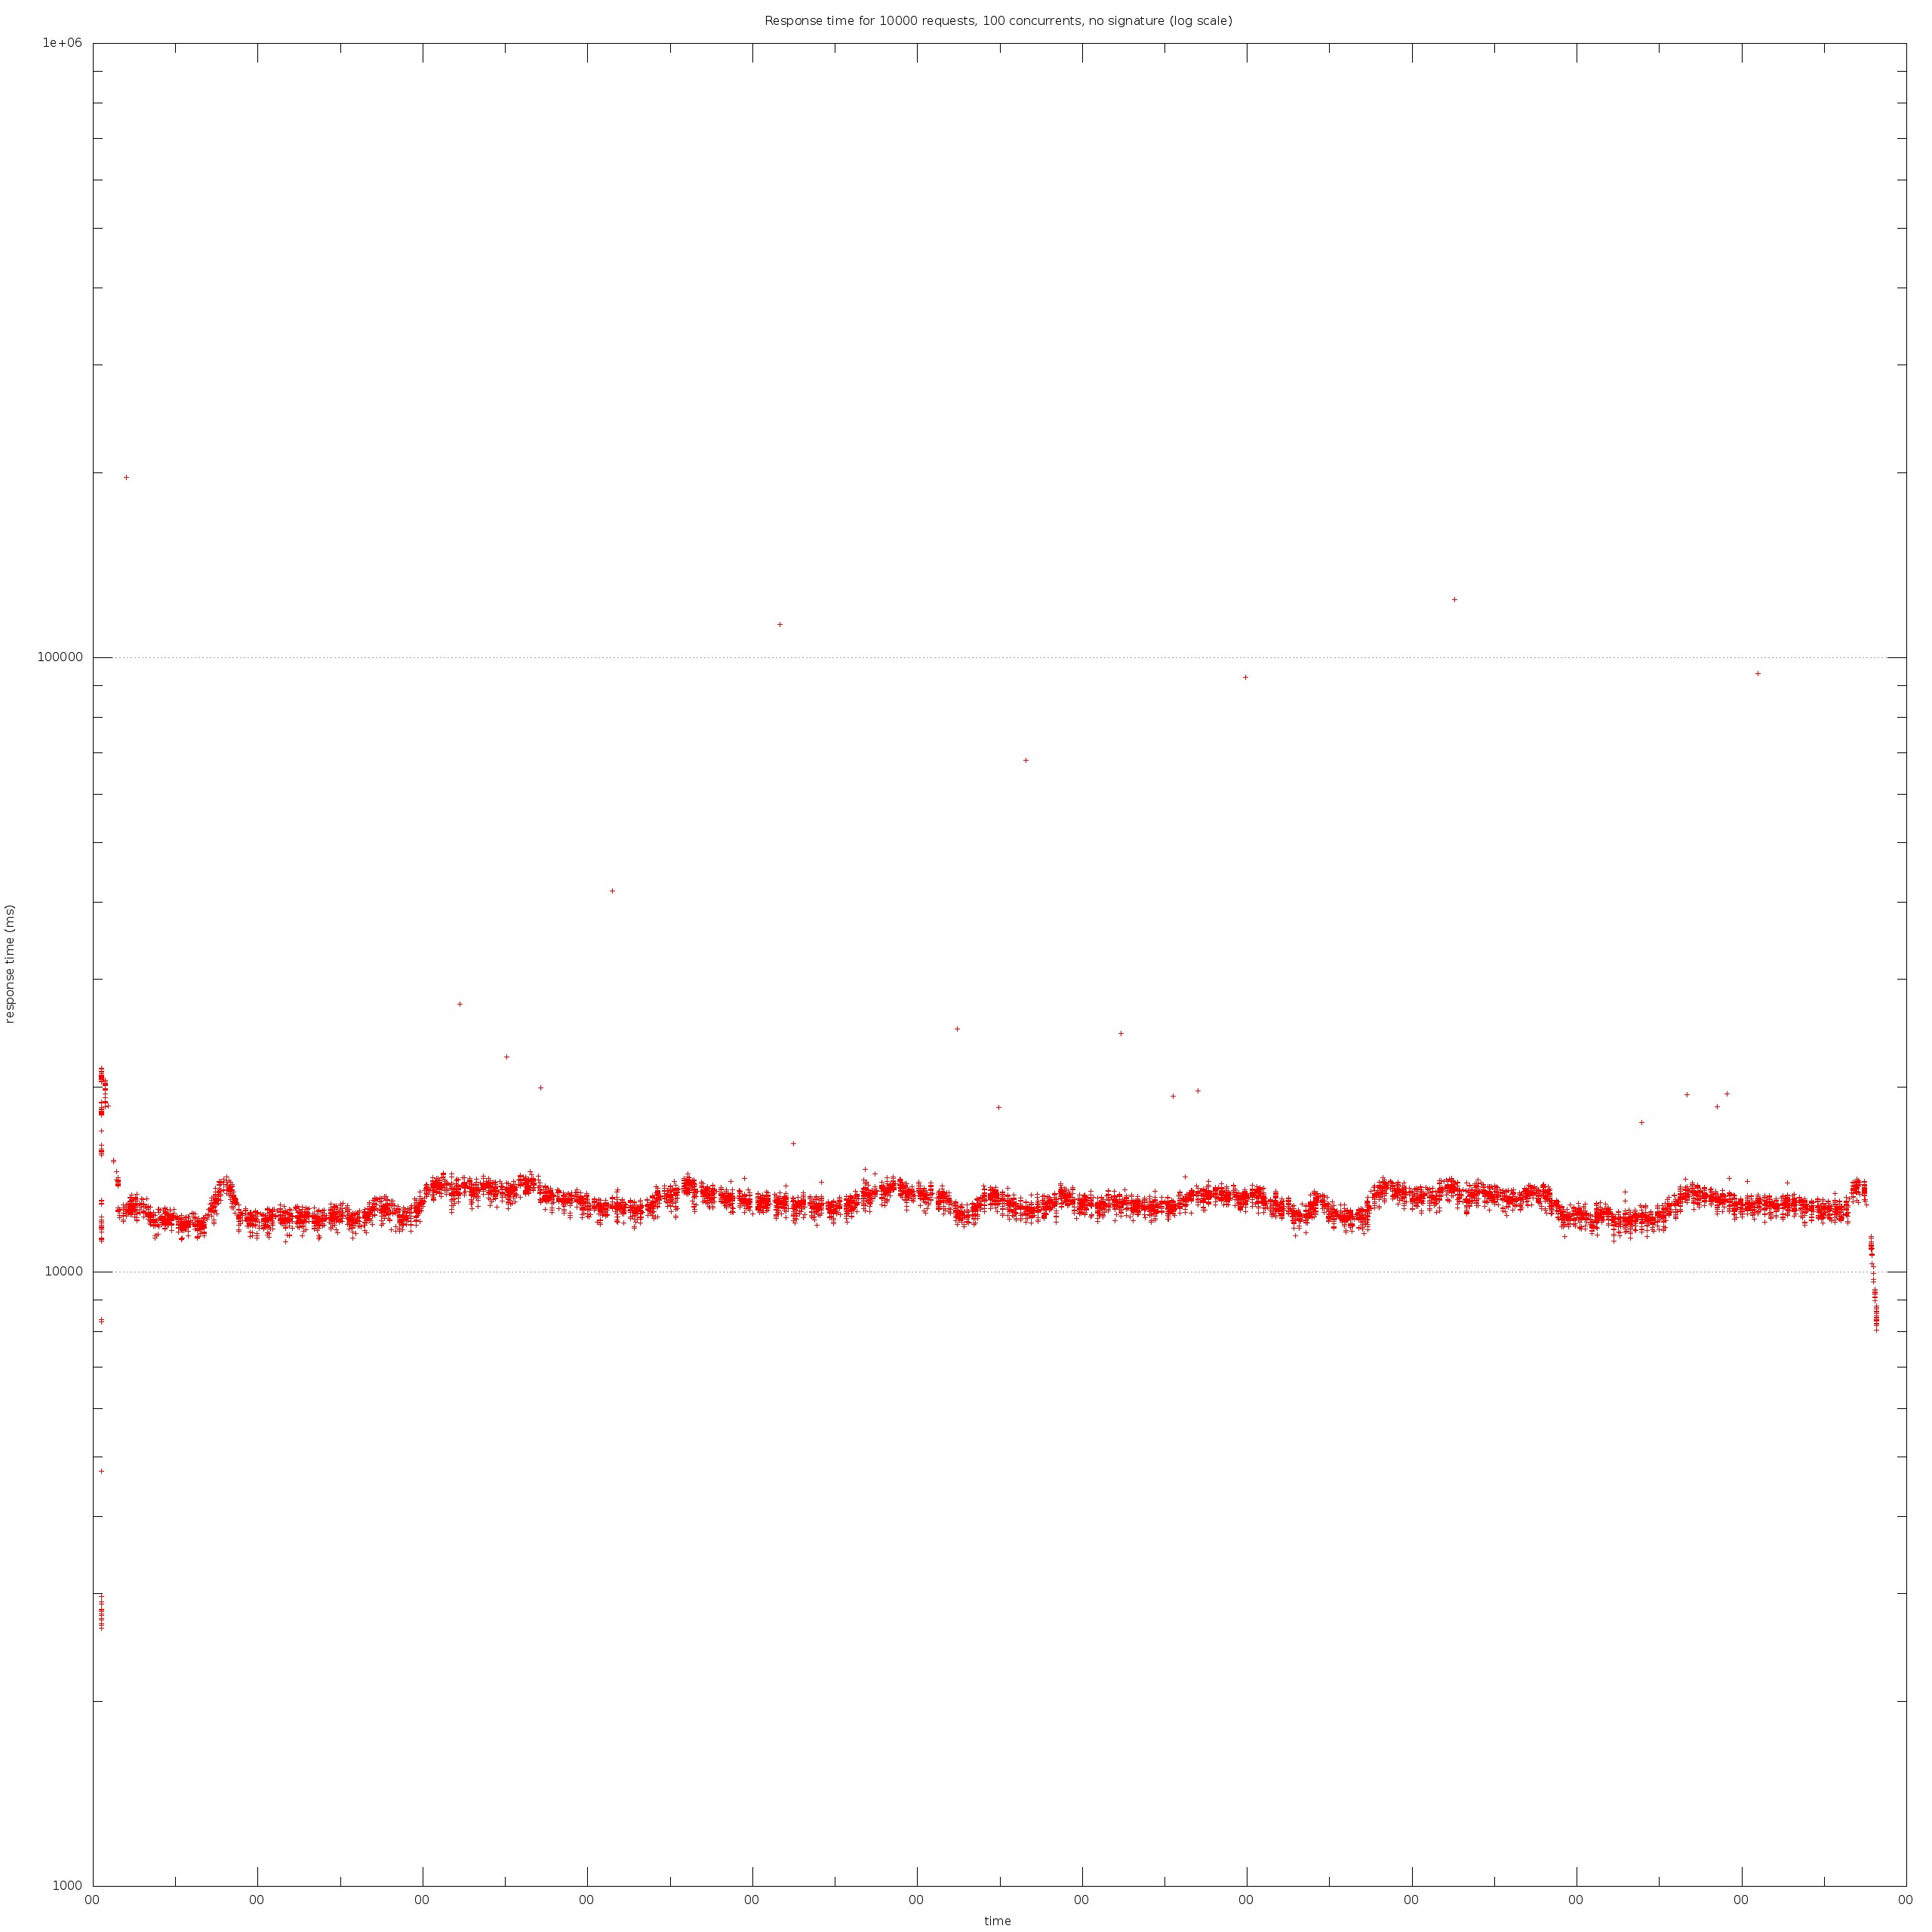 Response time for 10000 requests, 100 concurrents, no signature (log scale)
1e+06
100000
response time (ms)
10000
1000
00 00 00 00 00 00 00 00 00 00 00 00
time